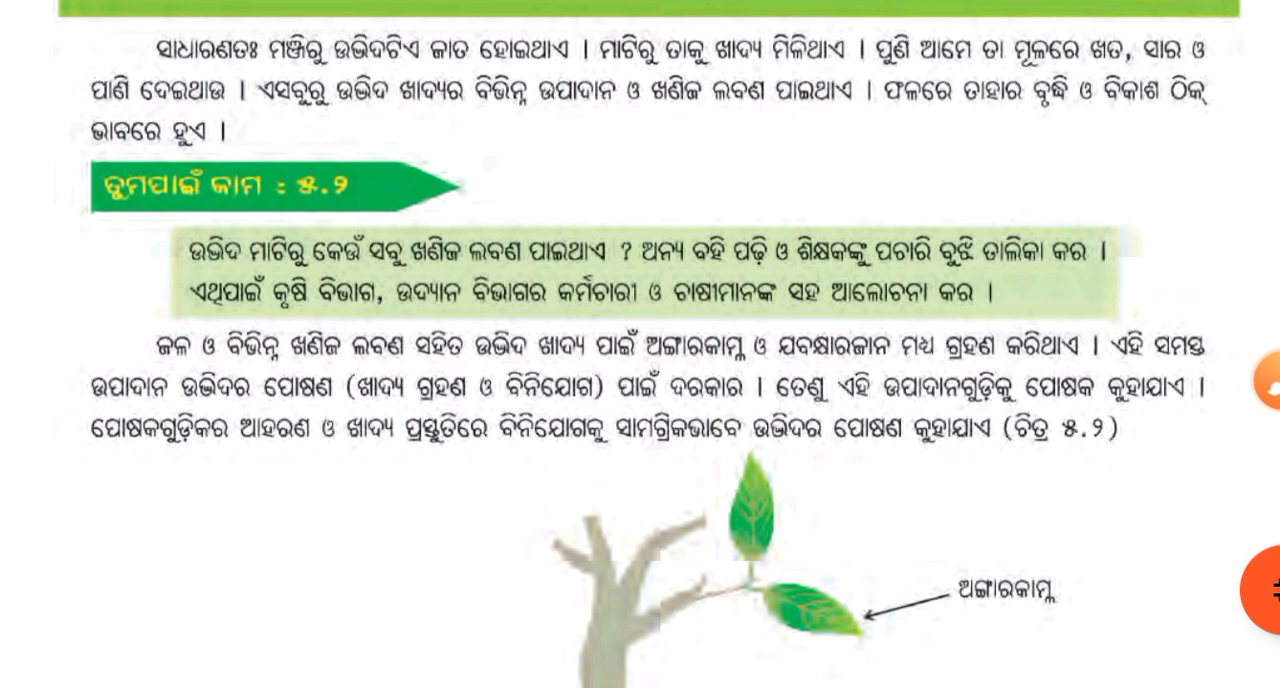 ସାଧାରଣତଃ ମଞ୍ଜିରୁ ଉଦ୍ଭିଦଟିଏ ଜାତ ହୋଇଥାଏ । ମାଟିରୁ ତାକୁ ଖାଦ୍ୟ ମିଳିଥାଏ । ପୁଣି ଆମେ ତା ମୂଳରେ ଖତ, ସାର ଓ
ପାଣି ଦେଇଥାଉ । ଏସବୁରୁ ଉଦ୍ଭିଦ ଖାଦ୍ୟର ବିଭିନ୍ନ ଉପାଦାନ ଓ ଖଣିଜ ଲବଣ ପାଇଥାଏ । ଫଳରେ ତାହାର ବୃଦ୍ଧି ଓ ବିକାଶ ଠିକ୍
ଭାବରେ ହୁଏ ।
ତୁମପାଇଁ କାମ : ୫.୨
ଉଦ୍ଭିଦ ମାଟିରୁ କେଉଁ ସବୁ ଖଣିଜ ଲବଣ ପାଇଥାଏ ? ଅନ୍ୟ ବହି ପଢ଼ି ଓ ଶିକ୍ଷକଙ୍କୁ ପଚାରି ବୁଝି ତାଲିକା କର ।
ଏଥିପାଇଁ କୃଷି ବିଭାଗ, ଉଦ୍ୟାନ ବିଭାଗର କର୍ମଚାରୀ ଓ ଚାଷୀମାନଙ୍କ ସହ ଆଲୋଚନା କର ।
ଜଳ ଓ ବିଭିନ୍ନ ଖଣିଜ ଲବଣ ସହିତ ଉଦ୍ଭିଦ ଖାଦ୍ୟ ପାଇଁ ଅଙ୍ଗାରକାମ୍ଳ ଓ ଯବକ୍ଷାରଜାନ ମଧ୍ୟ ଗ୍ରହଣ କରିଥାଏ । ଏହି ସମସ୍ତ
ଉପାଦାନ ଉଦ୍ଭିଦର ପୋଷଣ (ଖାଦ୍ୟ ଗ୍ରହଣ ଓ ବିନିଯୋଗ) ପାଇଁ ଦରକାର । ତେଣୁ ଏହି ଉପାଦାନଗୁଡ଼ିକୁ ପୋଷକ କୁହାଯାଏ ।
ପୋଷକଗୁଡ଼ିକର ଆହରଣ ଓ ଖାଦ୍ୟ ପ୍ରସ୍ତୁତିରେ ବିନିଯୋଗକୁ ସାମଗ୍ରିକଭାବେ ଉଦ୍ଭିଦର ପୋଷଣ କୁହାଯାଏ (ଚିତ୍ର ୫.୨)
ଅଙ୍ଗାରକାମ୍ଳ